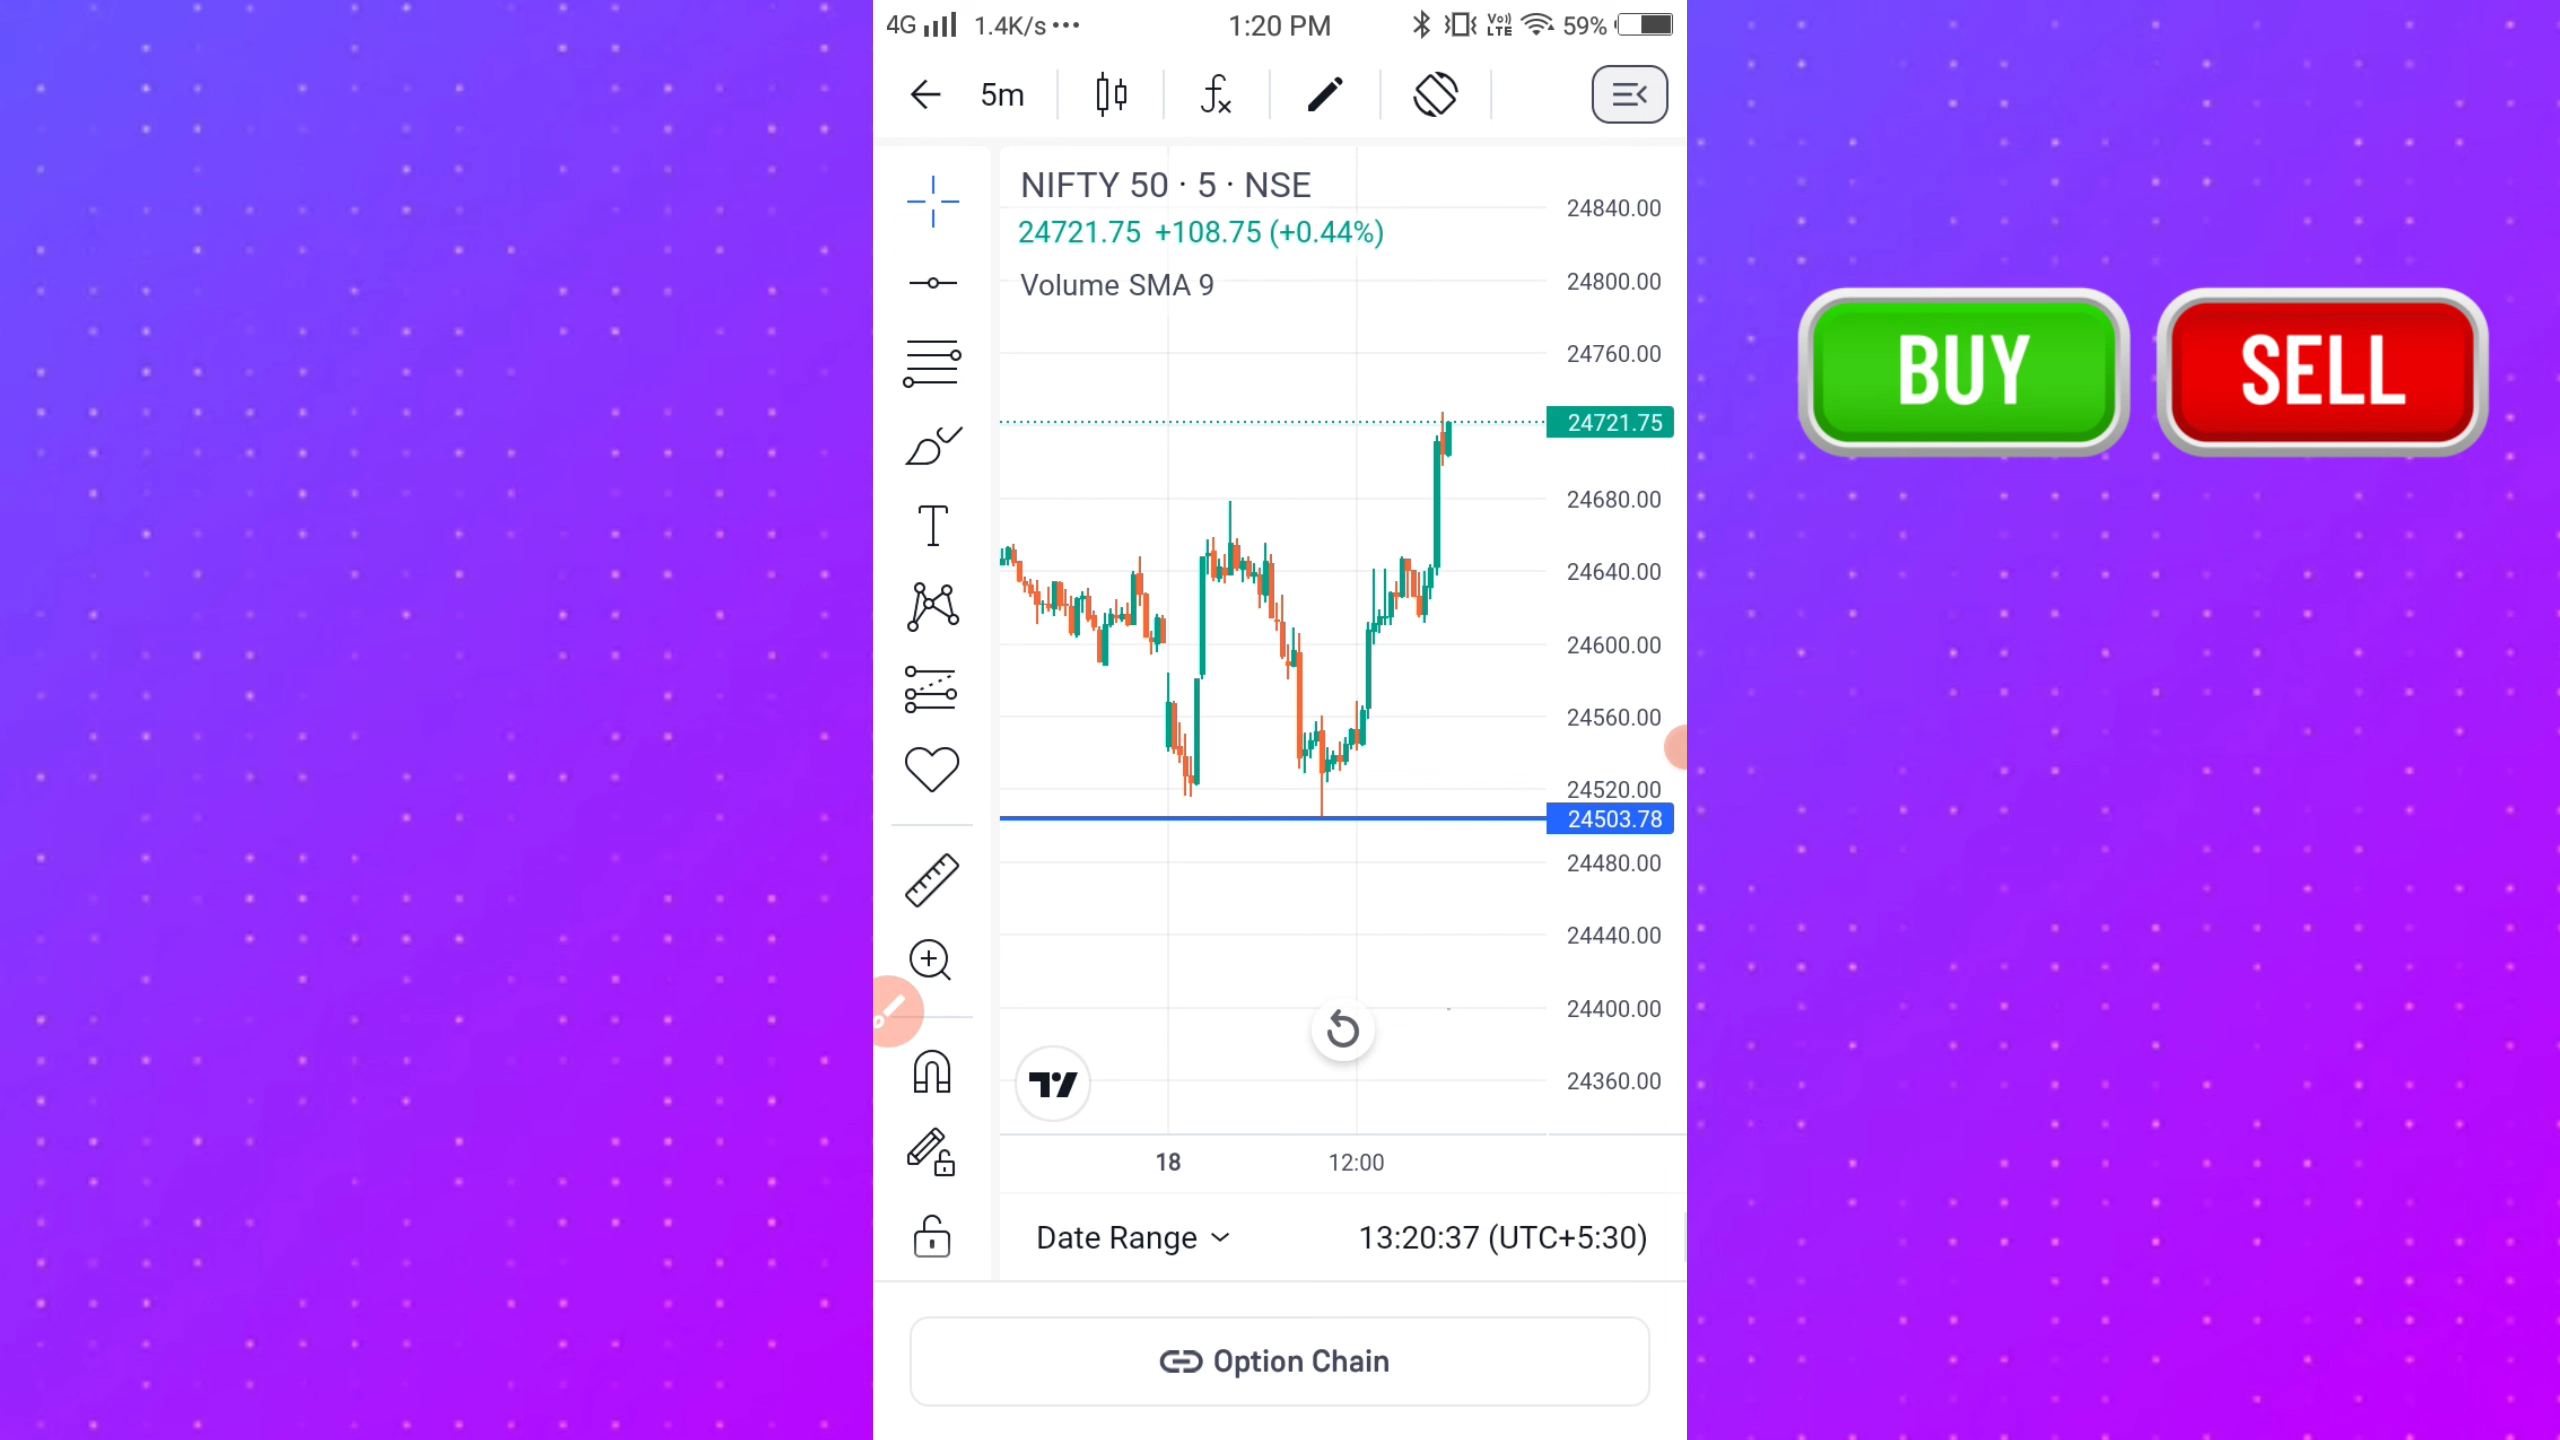 4G 1.4K/s ••• 1:20 PM Vo)) LTE 59%
5m fx
NIFTY 50 · 5 · NSE
24721.75 +108.75 (+0.44%)
Volume SMA 9
24840.00
24800.00
24760.00
24721.75
24680.00
24640.00
24600.00
24560.00
24520.00
24503.78
24480.00
24440.00
24400.00
24360.00
18 12:00
Date Range 13:20:37 (UTC+5:30)
Option Chain
BUY SELL